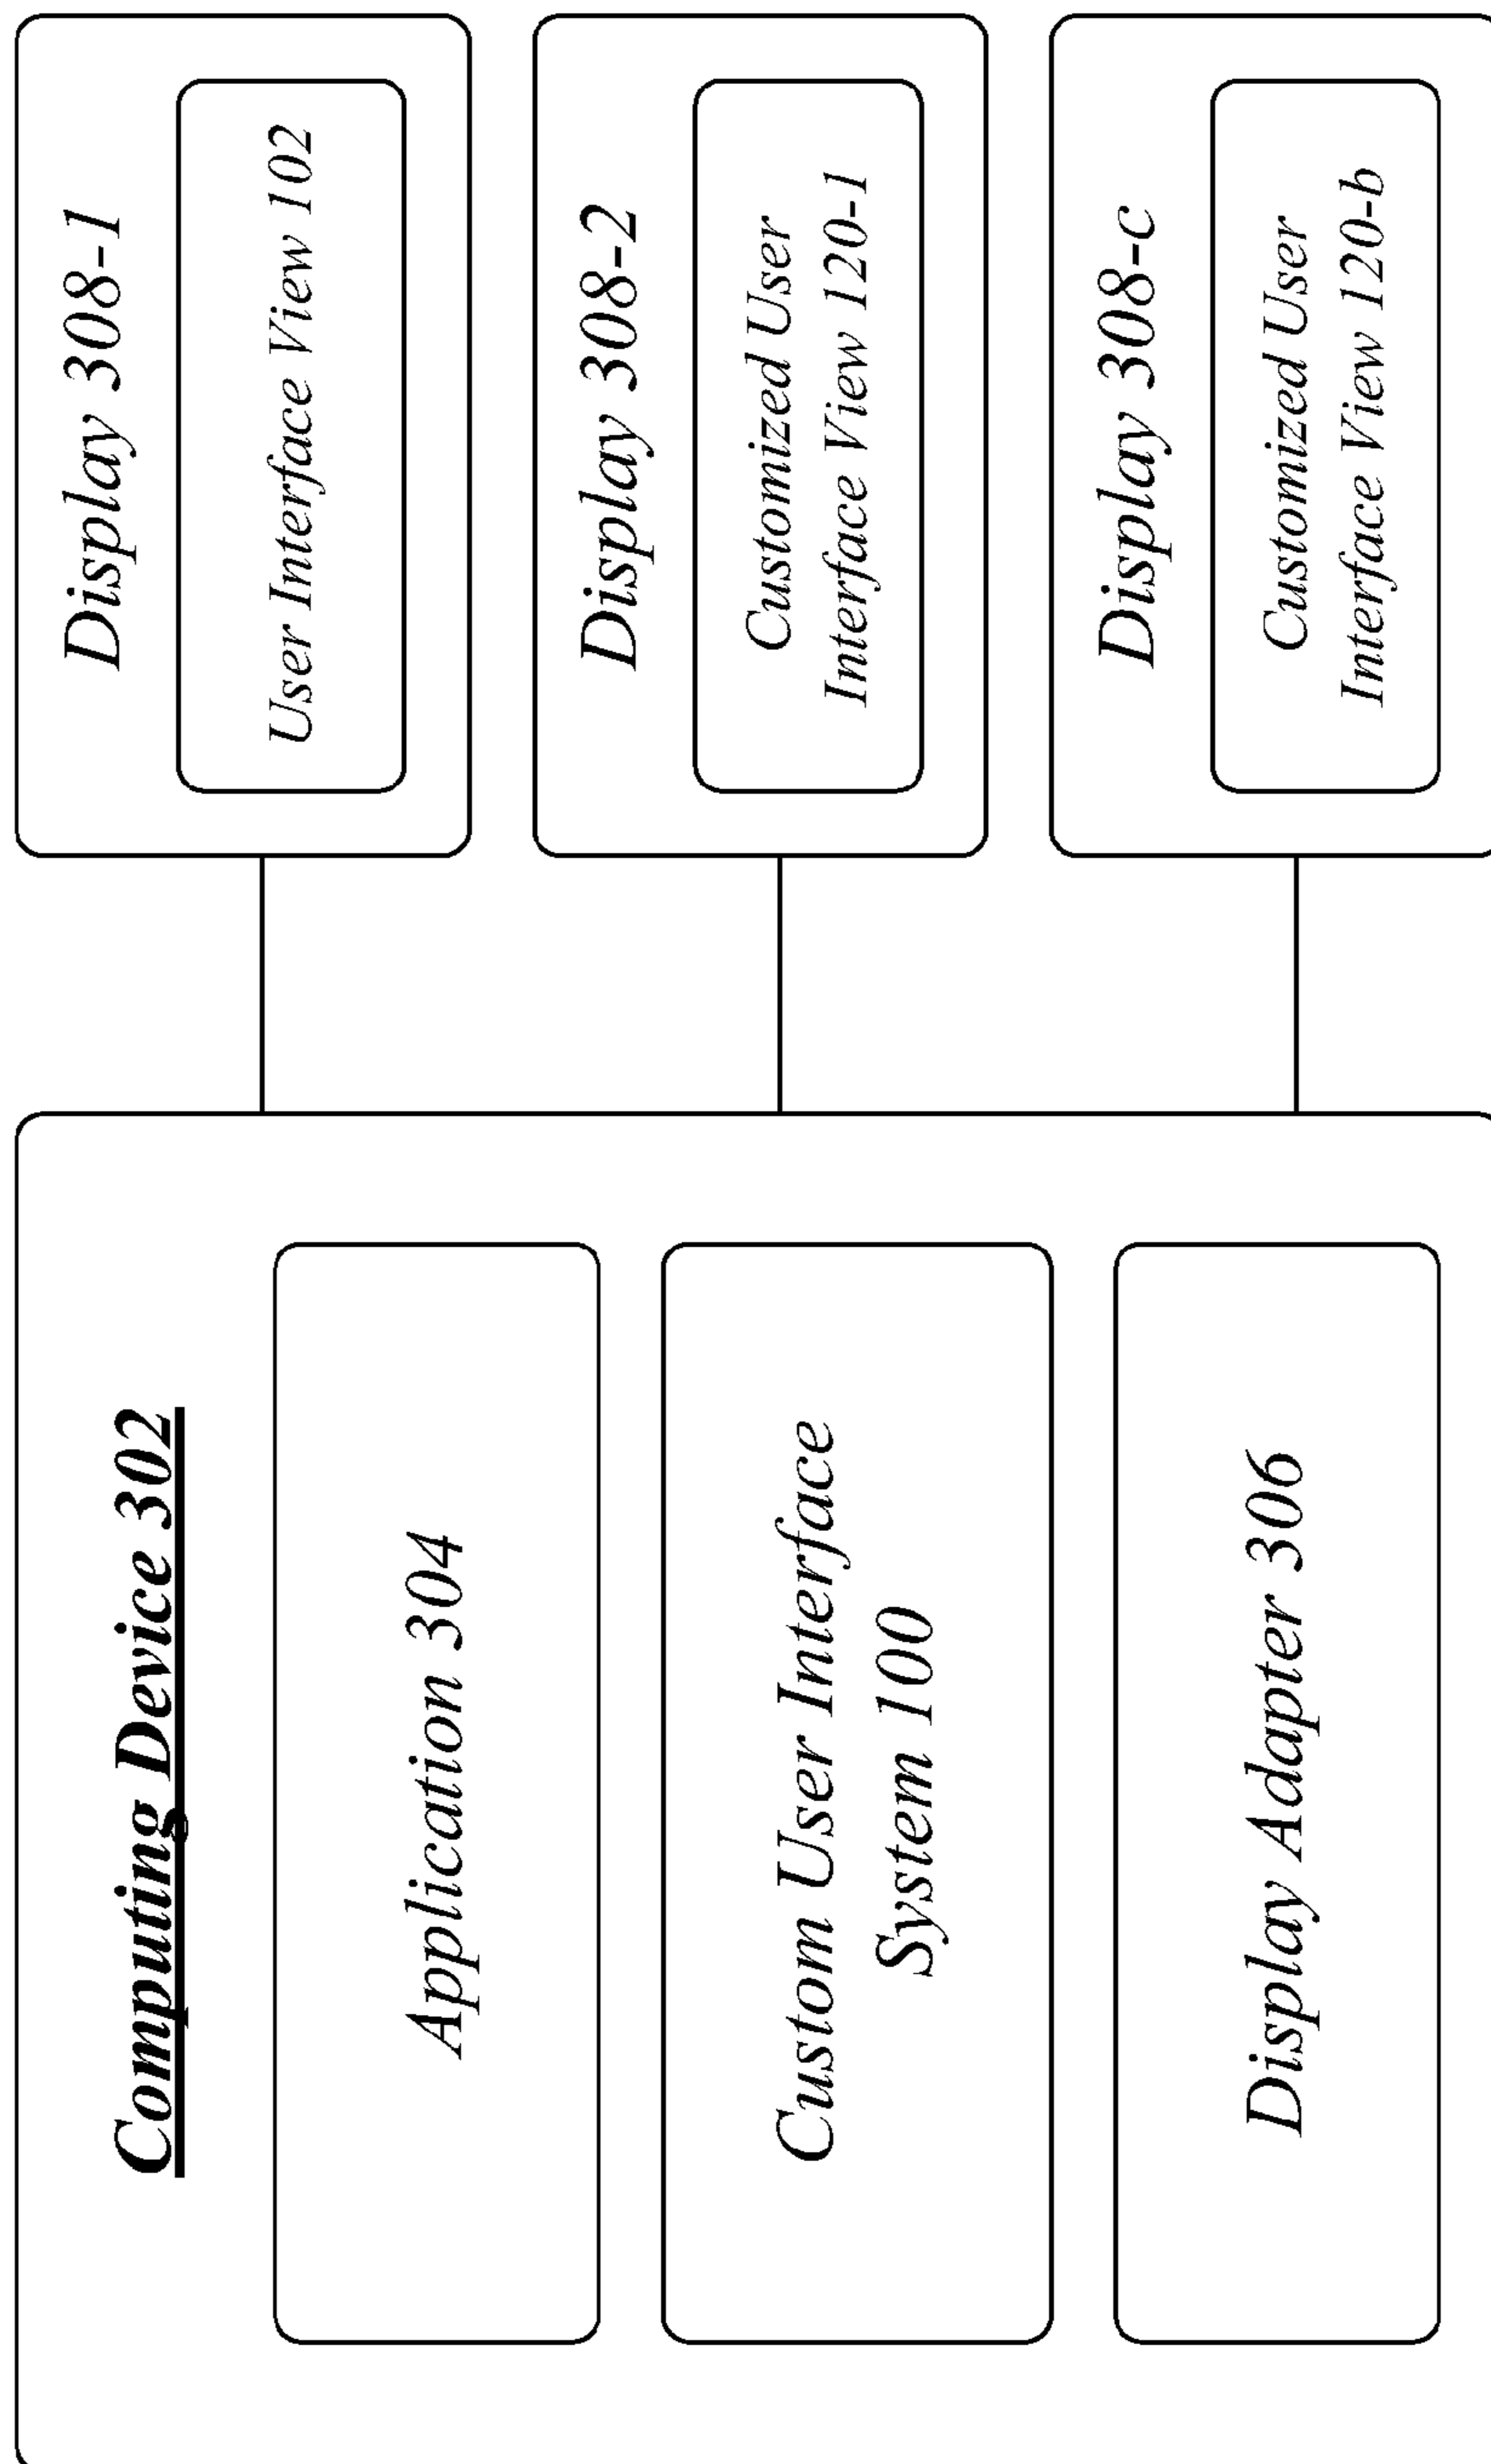 Computing Device 302
Application 304
Custom User Interface
System 100
Display Adapter 306
Display 308-1
User Interface View 102
Display 308-2
Customized User
Interface View 120-1
Display 308-c
Customized User
Interface View 120-b